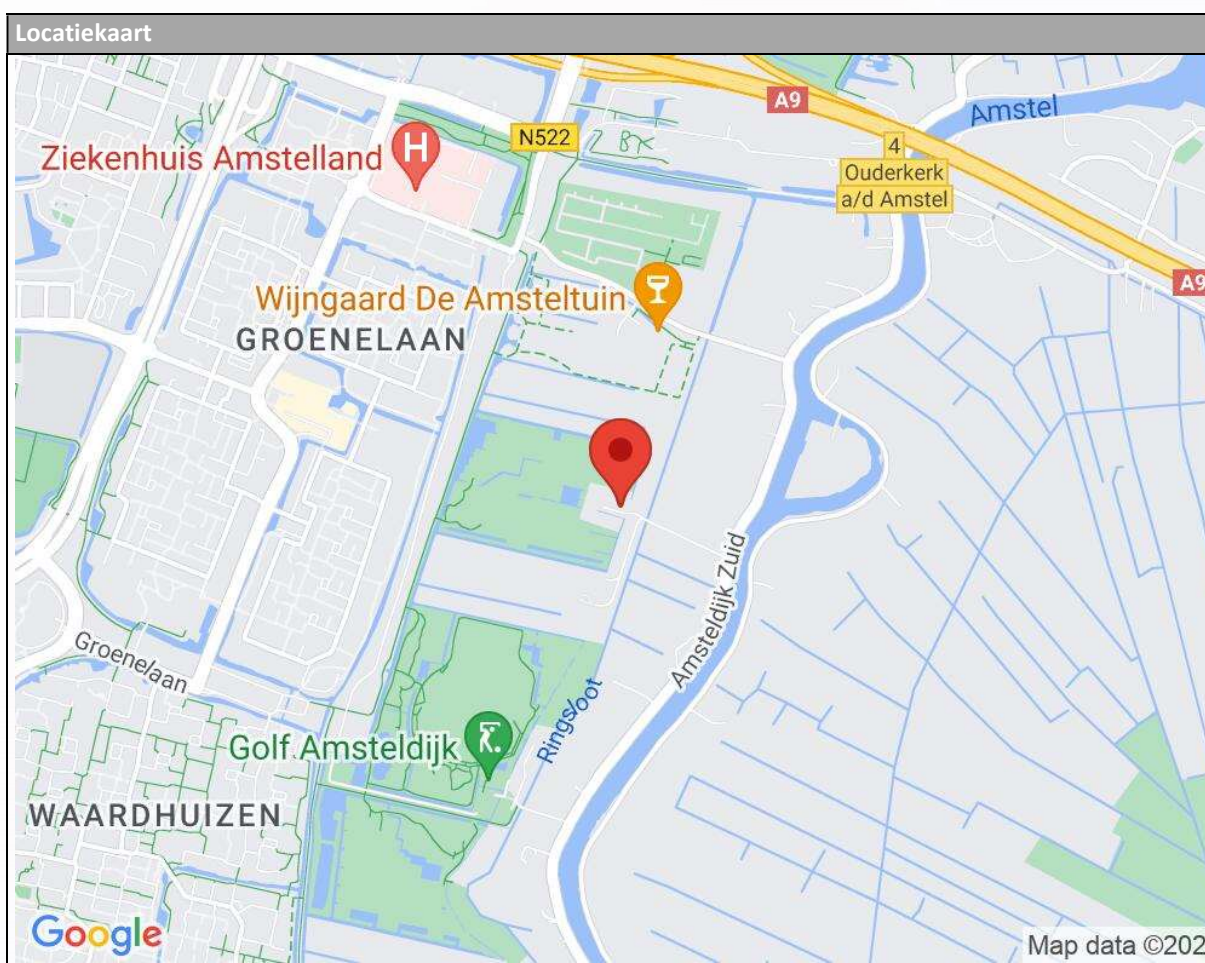 Locatiekaart
A9
Amstel
N522
4
Ouderkerk
a/d Amstel
Ziekenhuis Amstelland
H
A9
Wijngaard De Amsteltuin
GROENELAAN
Amsteldijk Zuid
Groenelaan
Ringsloot
Golf Amsteldijk
WAARDHUIZEN
Google
Map data ©202